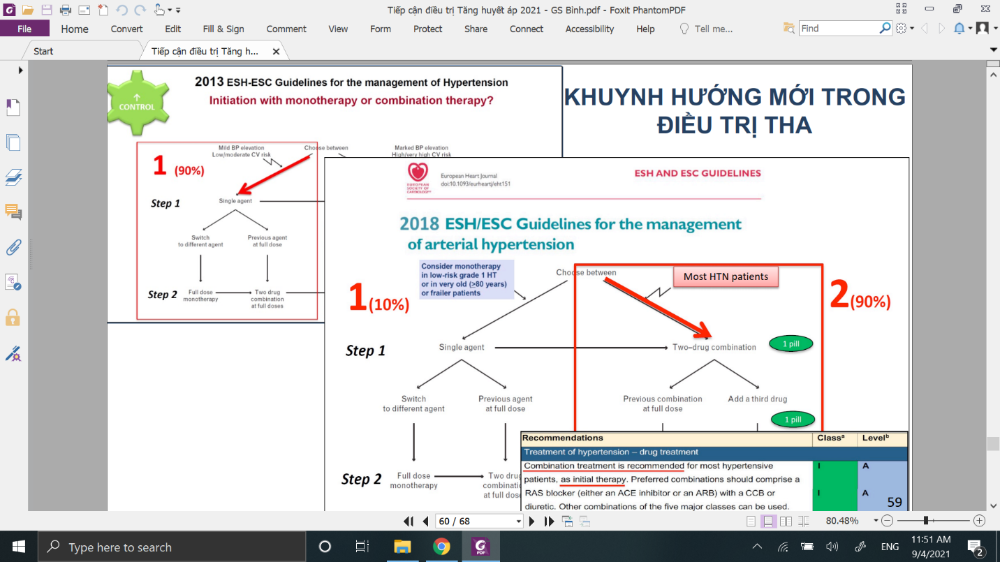 Tiếp cận điều trị Tăng huyết áp 2021 - GS Binh.pdf - Foxit PhantomPDF
File Home Convert Edit Fill & Sign Comment View Form Protect Share Connect Accessibility Help Tell me... Find
Start Tiếp cận điều trị Tăng h...
↑
CONTROL
2013 ESH-ESC Guidelines for the management of Hypertension
Initiation with monotherapy or combination therapy?
KHUYNH HƯỚNG MỚI TRONG
ĐIỀU TRỊ THA
Mild BP elevation
Low/moderate CV risk
Choose between
Marked BP elevation
High/very high CV risk
1 (90%)
Step 1
Single agent
Switch
to different agent
Previous agent
at full dose
Step 2
Full dose
monotherapy
Two drug
combination
at full doses
EUROPEAN
SOCIETY OF
CARDIOLOGY®
European Heart Journal
doi:10.1093/eurheartj/eht151
ESH AND ESC GUIDELINES
2018 ESH/ESC Guidelines for the management
of arterial hypertension
Consider monotherapy
in low-risk grade 1 HT
or in very old (>80 years)
or frailer patients
Choose between
Most HTN patients
1(10%)
2(90%)
Step 1
Single agent
Two–drug combination
1 pill
Switch
to different agent
Previous agent
at full dose
Previous combination
at full dose
Add a third drug
1 pill
Step 2
Full dose
monotherapy
Two drug
combinatio
at full dose
Recommendations Classᵃ Levelᵇ
Treatment of hypertension – drug treatment
Combination treatment is recommended for most hypertensive I A
patients, as initial therapy. Preferred combinations should comprise a
RAS blocker (either an ACE inhibitor or an ARB) with a CCB or I A
diuretic. Other combinations of the five major classes can be used.
59
60 / 68
80.48%
Type here to search
ENG
11:51 AM
9/4/2021
2